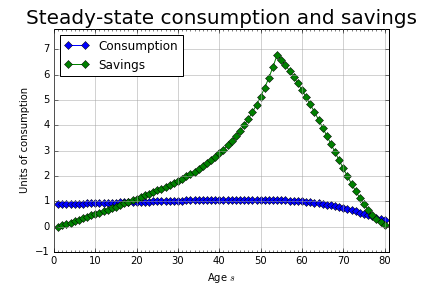 Steady-state consumption and savings
Consumption
Savings
Units of consumption
7
6
5
4
3
2
1
0
−1
0 10 20 30 40 50 60 70 80
Age s